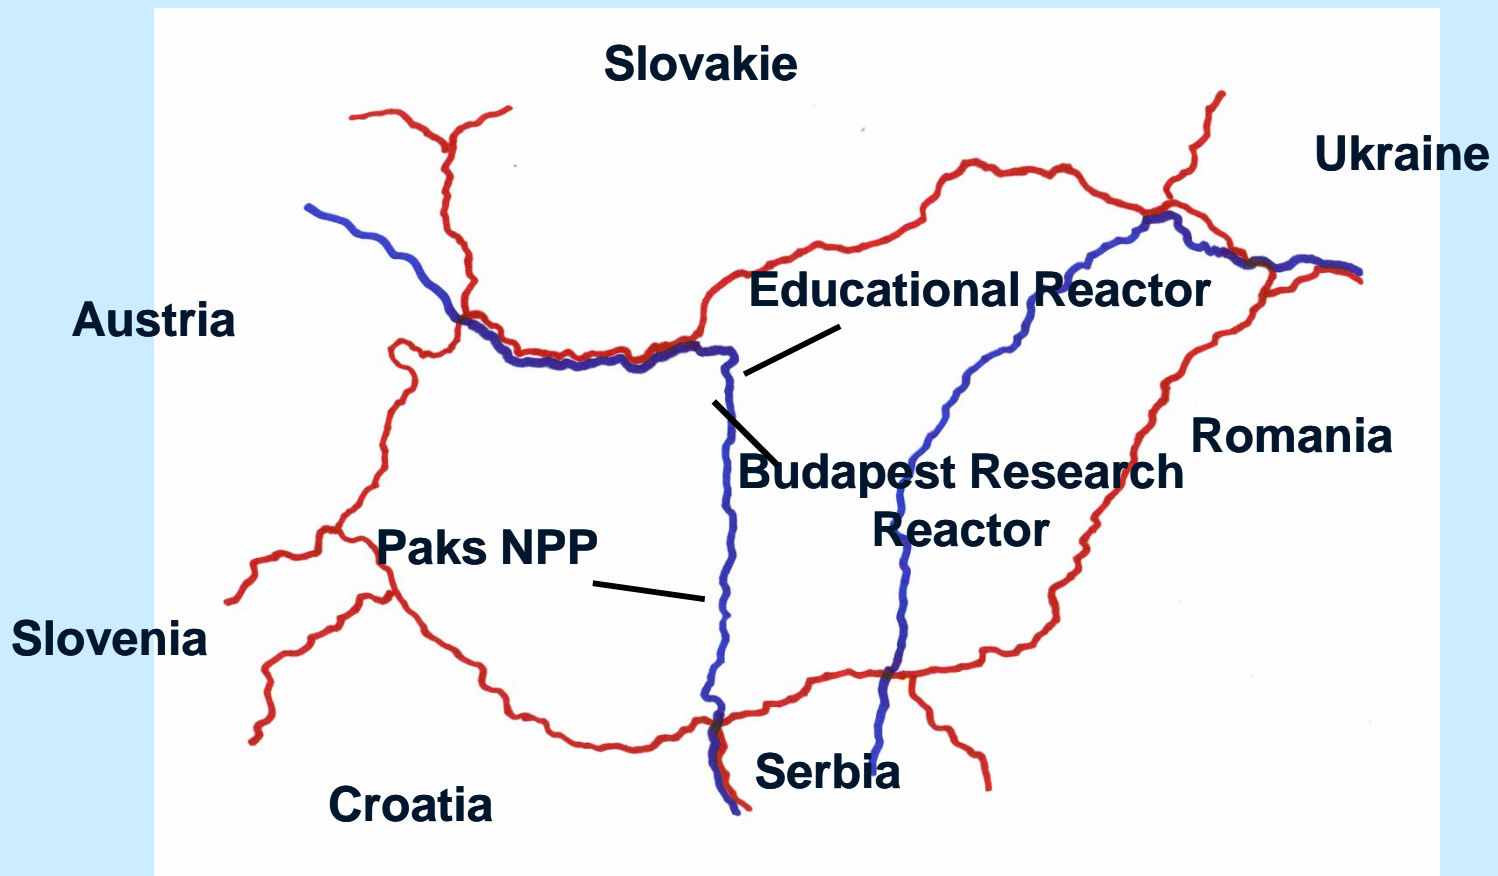 Slovakie
Ukraine
Educational Reactor
Austria
Romania
Budapest Research
Reactor
Paks NPP
Slovenia
Serbia
Croatia